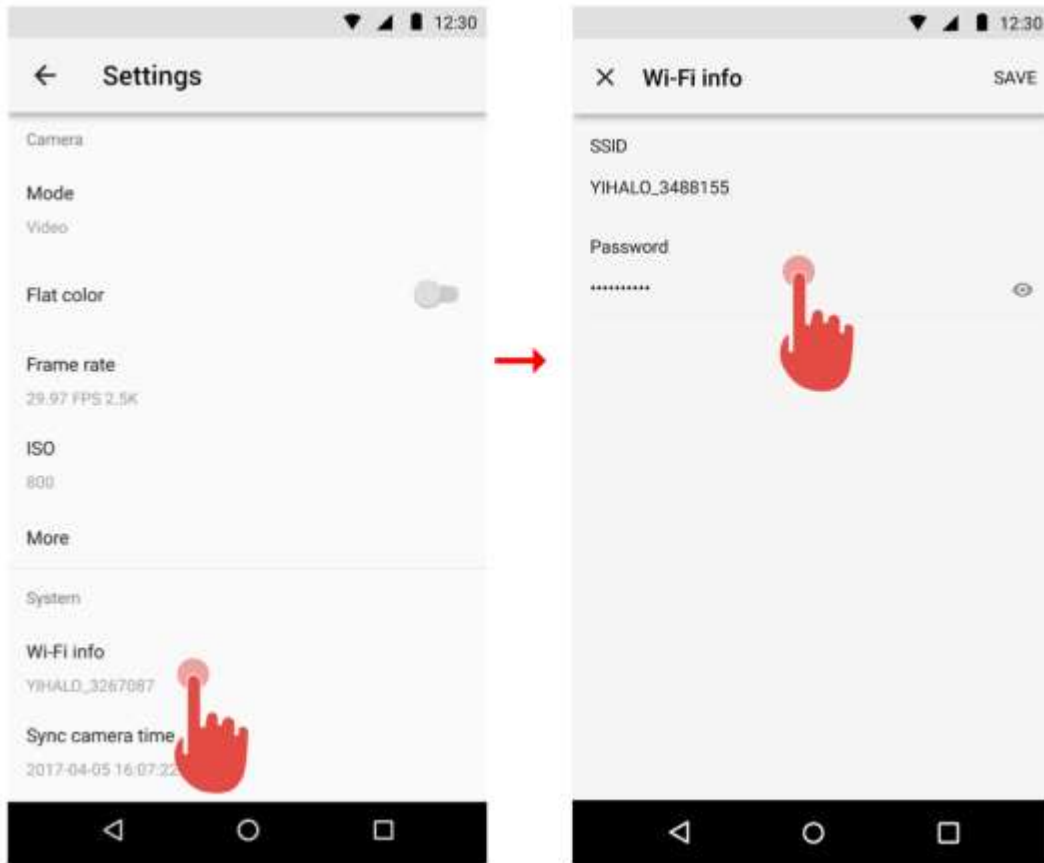 12:30
Settings
Camera
Mode
Video
Flat color
Frame rate
29.97 FPS 2.5K
ISO
800
More
System
Wi-Fi info
YIHALO_3267087
Sync camera time
2017-04-05 16:07:22
12:30
Wi-Fi info
SAVE
SSID
YIHALO_3488155
Password
••••••••••